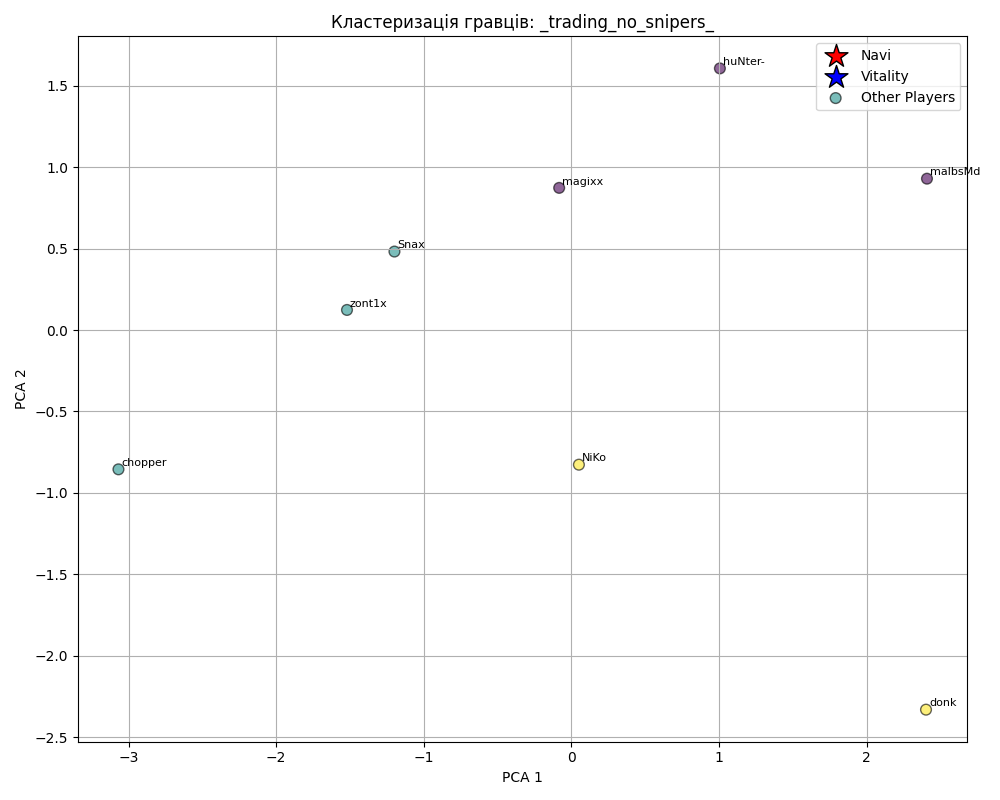 Кластеризація гравців: _trading_no_snipers_
huNter-
Navi
Vitality
Other Players
malbsMd
magixx
Snax
zont1x
chopper
NiKo
donk
1.5
1.0
0.5
0.0
−0.5
−1.0
−1.5
−2.0
−2.5
PCA 2
−3
−2
−1
0
1
2
PCA 1